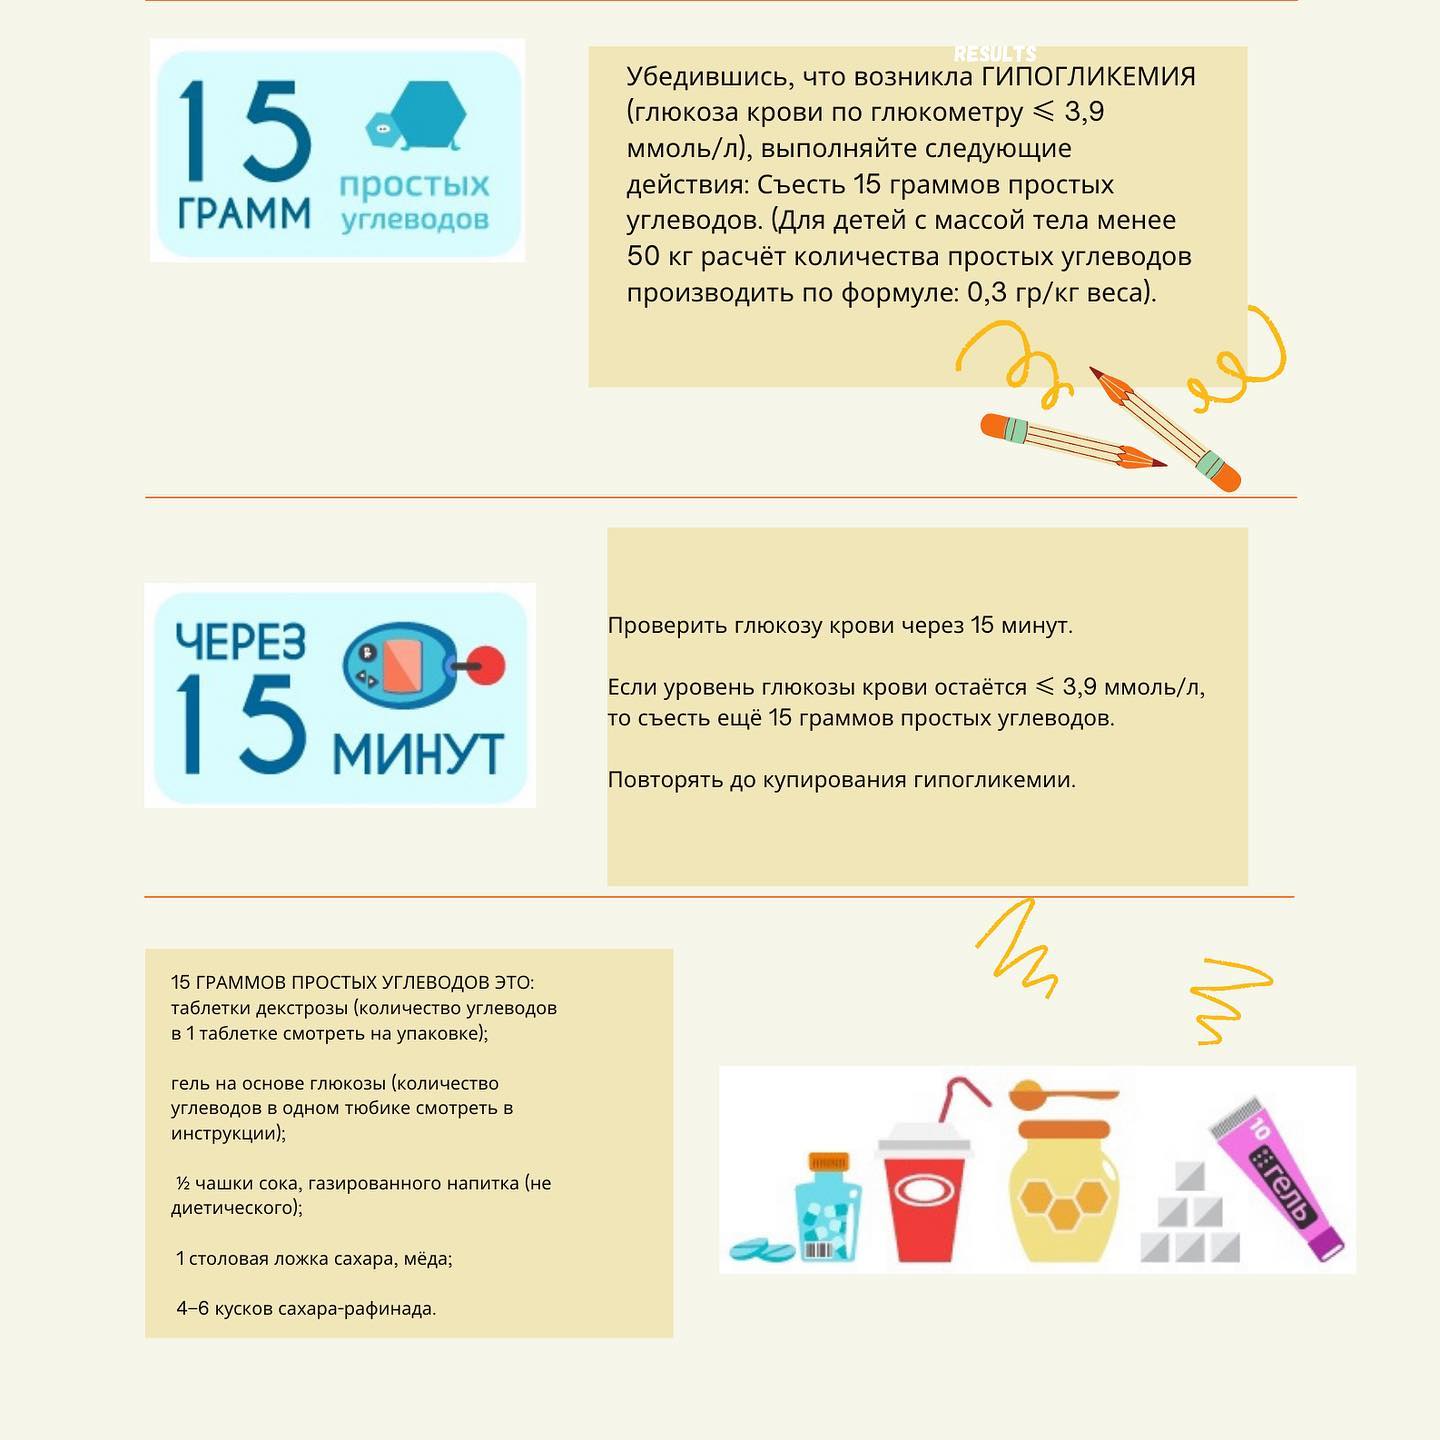 RESULTS
15
ГРАММ
простых
углеводов
Убедившись, что возникла ГИПОГЛИКЕМИЯ
(глюкоза крови по глюкометру ⩽ 3,9
ммоль/л), выполняйте следующие
действия: Съесть 15 граммов простых
углеводов. (Для детей с массой тела менее
50 кг расчёт количества простых углеводов
производить по формуле: 0,3 гр/кг веса).
ЧЕРЕЗ
15
МИНУТ
Проверить глюкозу крови через 15 минут.
Если уровень глюкозы крови остаётся ⩽ 3,9 ммоль/л,
то съесть ещё 15 граммов простых углеводов.
Повторять до купирования гипогликемии.
15 ГРАММОВ ПРОСТЫХ УГЛЕВОДОВ ЭТО:
таблетки декстрозы (количество углеводов
в 1 таблетке смотреть на упаковке);
гель на основе глюкозы (количество
углеводов в одном тюбике смотреть в
инструкции);
½ чашки сока, газированного напитка (не
диетического);
1 столовая ложка сахара, мёда;
4–6 кусков сахара-рафинада.
10
гель